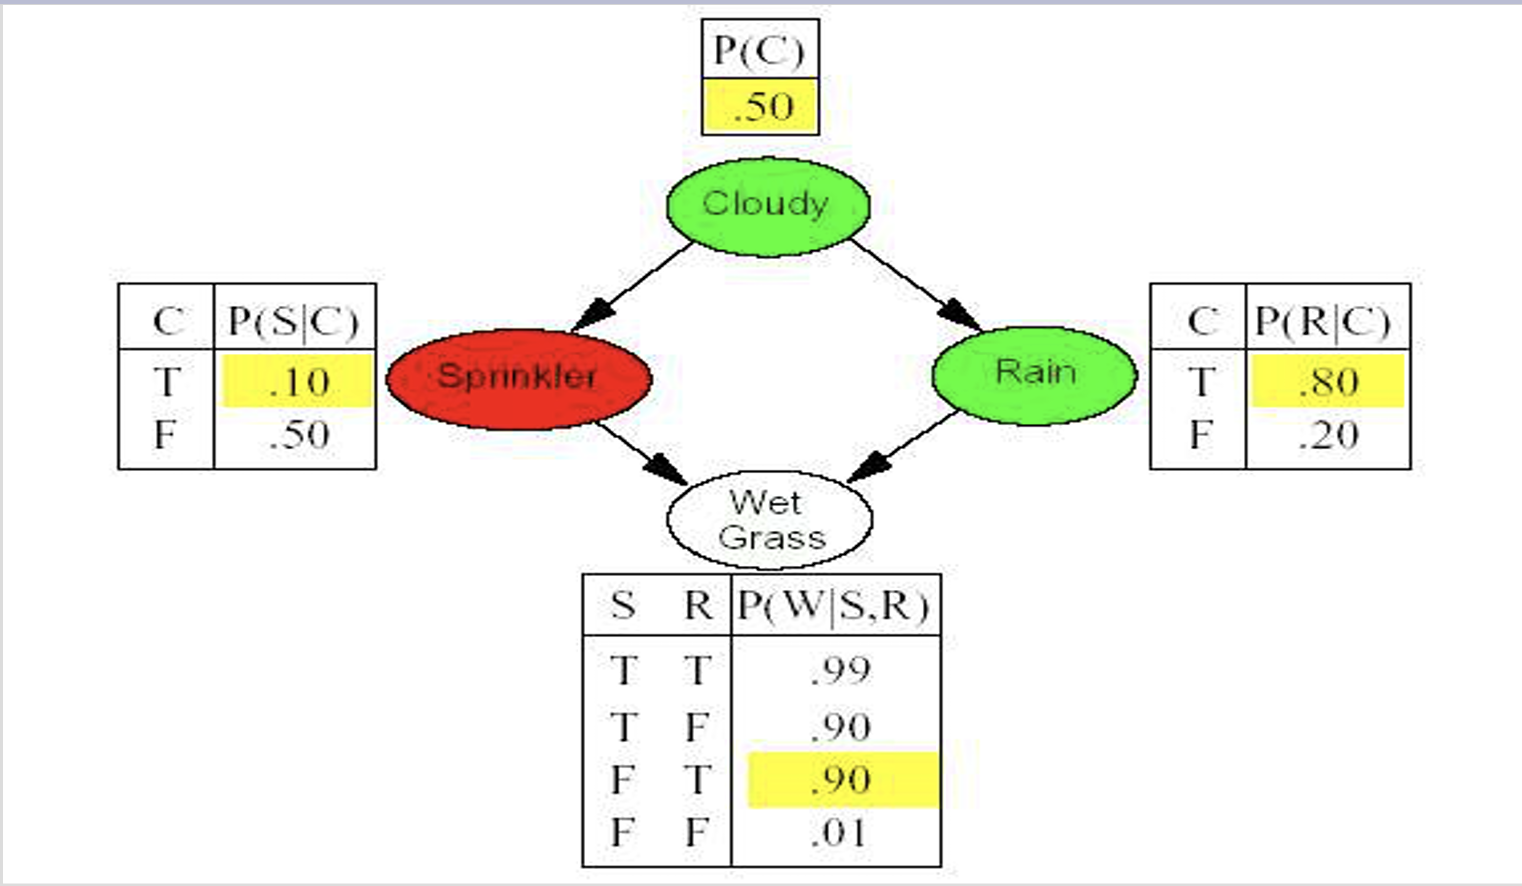 P(C)
.50
Cloudy
C P(S|C)
T .10
F .50
Sprinkler
Rain
C P(R|C)
T .80
F .20
Wet
Grass
S R P(W|S,R)
T T .99
T F .90
F T .90
F F .01